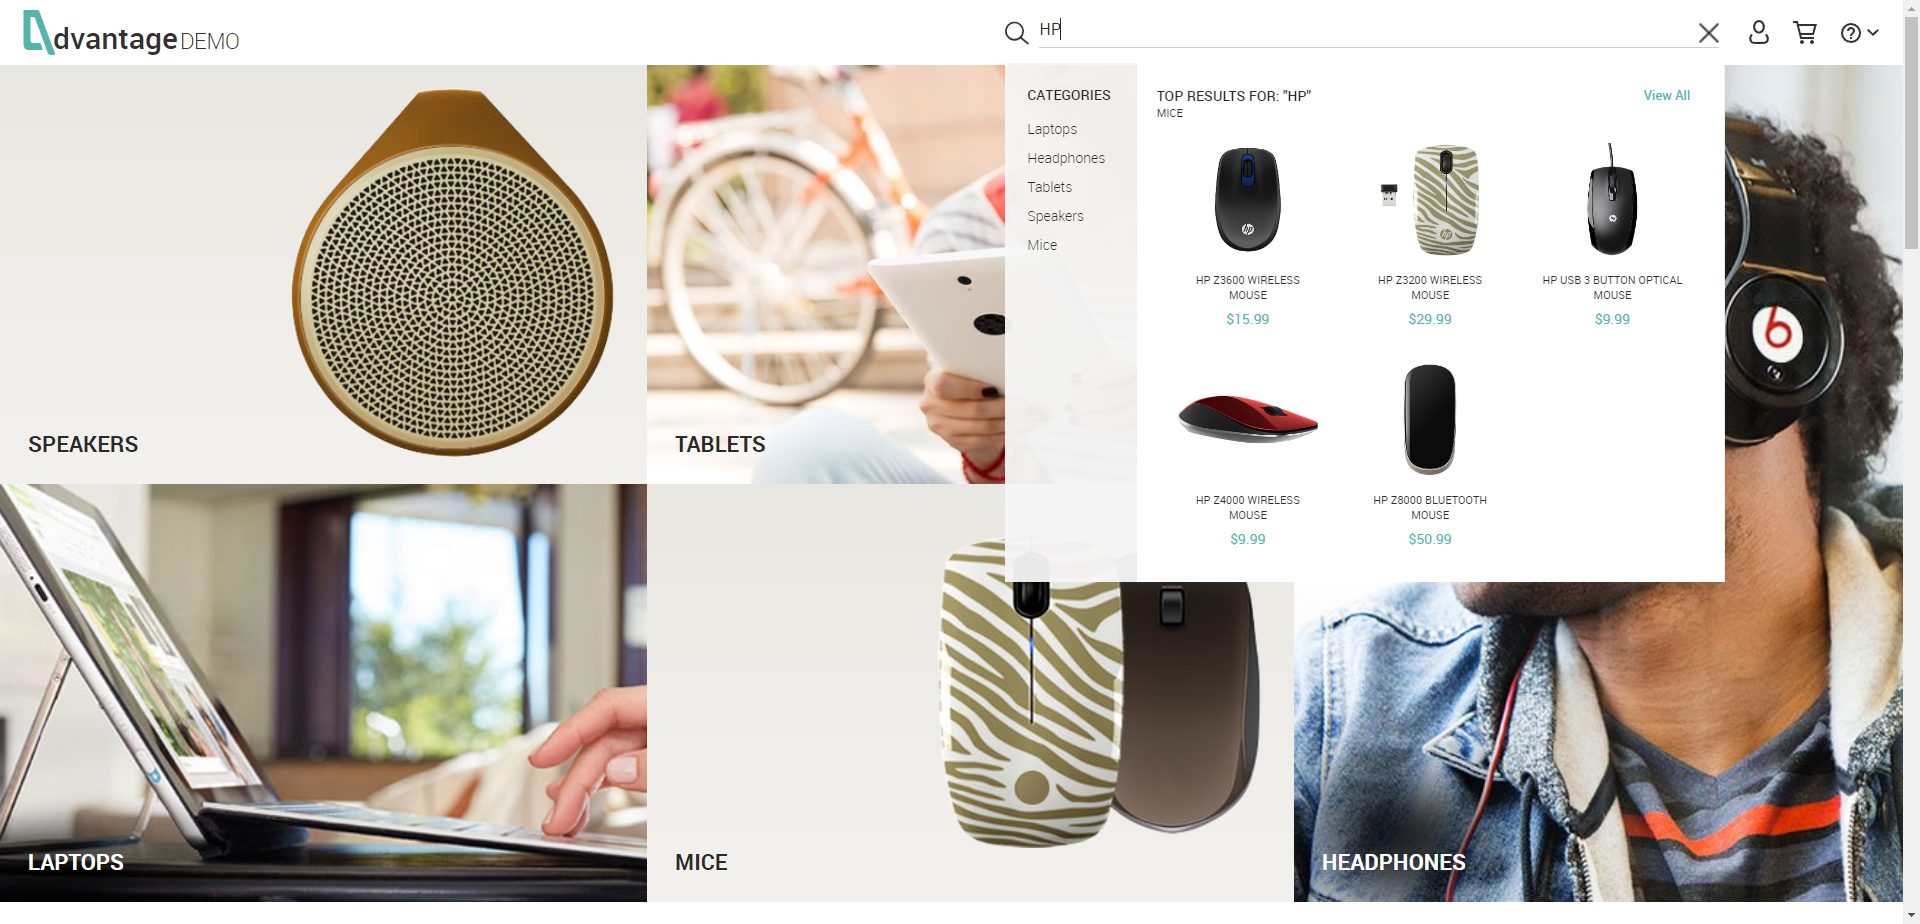 dvantage DEMO
HP
CATEGORIES
Laptops
Headphones
Tablets
Speakers
Mice
TOP RESULTS FOR: "HP"
View All
MICE
HP Z3600 WIRELESS
MOUSE
$15.99
HP Z3200 WIRELESS
MOUSE
$29.99
HP USB 3 BUTTON OPTICAL
MOUSE
$9.99
HP Z4000 WIRELESS
MOUSE
$9.99
HP Z8000 BLUETOOTH
MOUSE
$50.99
SPEAKERS
TABLETS
LAPTOPS
MICE
HEADPHONES